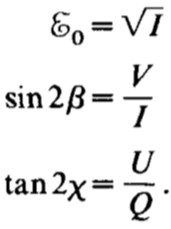 ℰ₀ = √I
sin 2β = V/I
tan 2χ = U/Q.